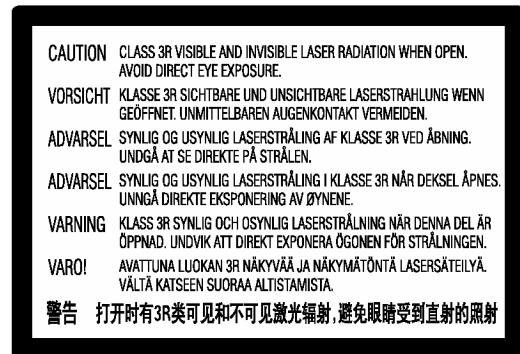 CAUTION CLASS 3R VISIBLE AND INVISIBLE LASER RADIATION WHEN OPEN.
AVOID DIRECT EYE EXPOSURE.
VORSICHT KLASSE 3R SICHTBARE UND UNSICHTBARE LASERSTRAHLUNG WENN
GEÖFFNET. UNMITTELBAREN AUGENKONTAKT VERMEIDEN.
ADVARSEL SYNLIG OG USYNLIG LASERSTRÅLING AF KLASSE 3R VED ÅBNING.
UNDGÅ AT SE DIREKTE PÅ STRÅLEN.
ADVARSEL SYNLIG OG USYNLIG LASERSTRÅLING I KLASSE 3R NÅR DEKSEL ÅPNES.
UNNGÅ DIREKTE EKSPONERING AV ØYNENE.
VARNING KLASS 3R SYNLIG OCH OSYNLIG LASERSTRÅLNING NÄR DENNA DEL ÄR
ÖPPNAD. UNDVIK ATT DIREKT EXPONERA ÖGONEN FÖR STRÅLNINGEN.
VARO! AVATTUNA LUOKAN 3R NÄKYVÄÄ JA NÄKYMÄTÖNTÄ LASERSÄTEILYÄ.
VÄLTÄ KATSEEN SUORAA ALTISTAMISTA.
警告 打开时有3R类可见和不可见激光辐射,避免眼睛受到直射的照射